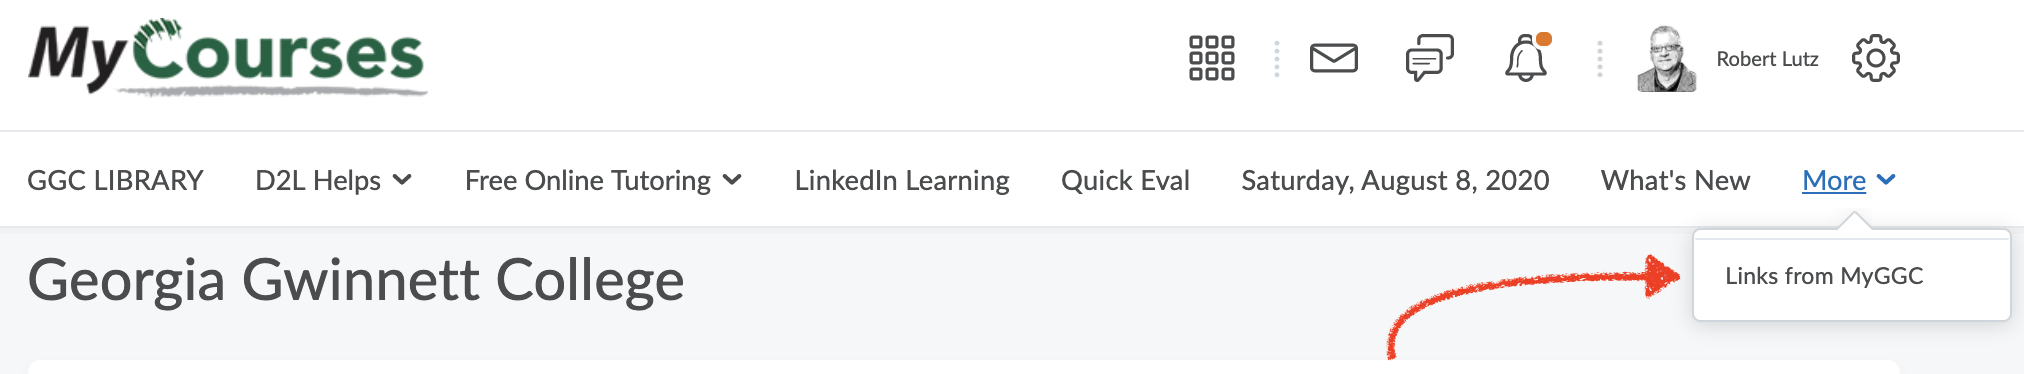 MyCourses
Robert Lutz
GGC LIBRARY D2L Helps Free Online Tutoring LinkedIn Learning Quick Eval Saturday, August 8, 2020 What's New More
Links from MyGGC
Georgia Gwinnett College